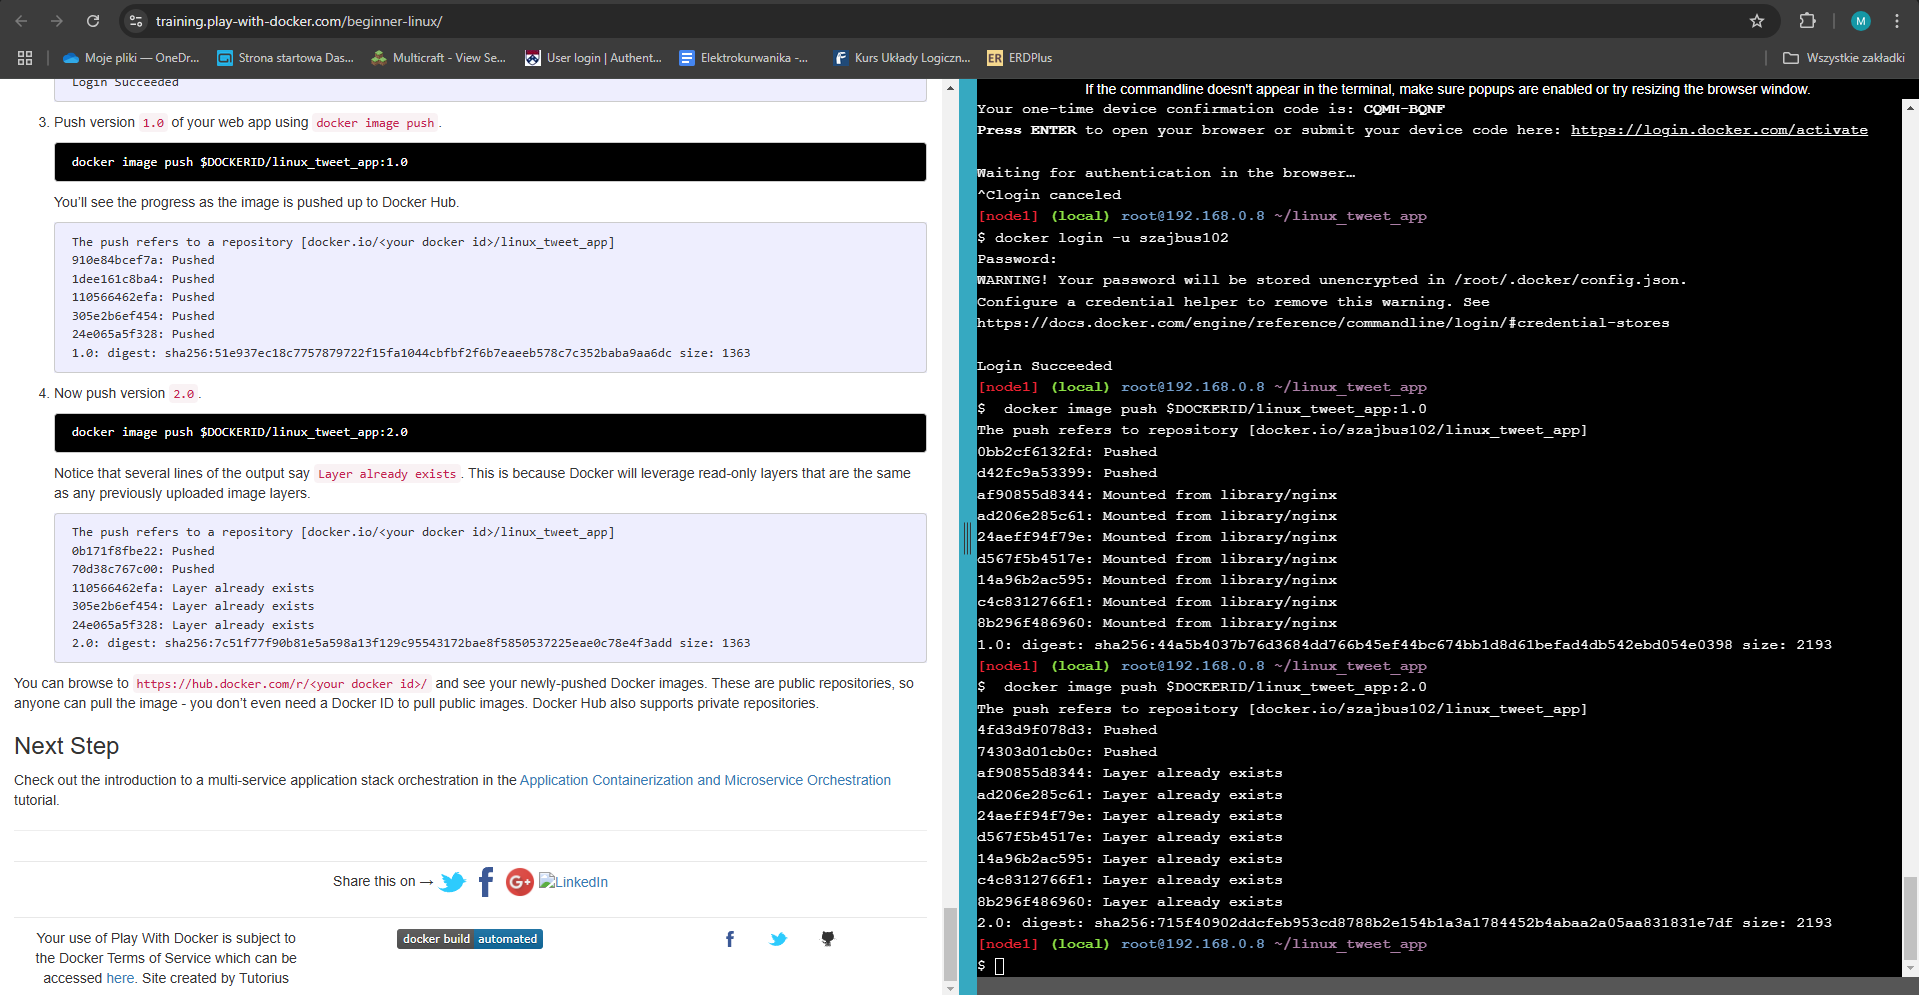 training.play-with-docker.com/beginner-linux/
M
Moje pliki — OneDr...
Strona startowa Das...
Multicraft - View Se...
User login | Authent...
Elektrokurwanika -...
Kurs Układy Logiczn...
ER ERDPlus
Wszystkie zakładki
Login Succeeded
3. Push version 1.0 of your web app using docker image push.
docker image push $DOCKERID/linux_tweet_app:1.0
You'll see the progress as the image is pushed up to Docker Hub.
The push refers to a repository [docker.io/<your docker id>/linux_tweet_app]
910e84bcef7a: Pushed
1dee161c8ba4: Pushed
110566462efa: Pushed
305e2b6ef454: Pushed
24e065a5f328: Pushed
1.0: digest: sha256:51e937ec18c7757879722f15fa1044cbfbf2f6b7eaeeb578c7c352baba9aa6dc size: 1363
4. Now push version 2.0.
docker image push $DOCKERID/linux_tweet_app:2.0
Notice that several lines of the output say Layer already exists. This is because Docker will leverage read-only layers that are the same
as any previously uploaded image layers.
The push refers to a repository [docker.io/<your docker id>/linux_tweet_app]
0b171f8fbe22: Pushed
70d38c767c00: Pushed
110566462efa: Layer already exists
305e2b6ef454: Layer already exists
24e065a5f328: Layer already exists
2.0: digest: sha256:7c51f77f90b81e5a598a13f129c95543172bae8f5850537225eae0c78e4f3add size: 1363
You can browse to https://hub.docker.com/r/<your docker id>/ and see your newly-pushed Docker images. These are public repositories, so
anyone can pull the image - you don't even need a Docker ID to pull public images. Docker Hub also supports private repositories.
Next Step
Check out the introduction to a multi-service application stack orchestration in the Application Containerization and Microservice Orchestration
tutorial.
Share this on → G+ LinkedIn
Your use of Play With Docker is subject to
the Docker Terms of Service which can be
accessed here. Site created by Tutorius
docker build automated
If the commandline doesn't appear in the terminal, make sure popups are enabled or try resizing the browser window.
Your one-time device confirmation code is: CQMH-BQNF
Press ENTER to open your browser or submit your device code here: https://login.docker.com/activate
Waiting for authentication in the browser…
^Clogin canceled
[node1] (local) root@192.168.0.8 ~/linux_tweet_app
$ docker login -u szajbus102
Password:
WARNING! Your password will be stored unencrypted in /root/.docker/config.json.
Configure a credential helper to remove this warning. See
https://docs.docker.com/engine/reference/commandline/login/#credential-stores
Login Succeeded
[node1] (local) root@192.168.0.8 ~/linux_tweet_app
$  docker image push $DOCKERID/linux_tweet_app:1.0
The push refers to repository [docker.io/szajbus102/linux_tweet_app]
0bb2cf6132fd: Pushed
d42fc9a53399: Pushed
af90855d8344: Mounted from library/nginx
ad206e285c61: Mounted from library/nginx
24aeff94f79e: Mounted from library/nginx
d567f5b4517e: Mounted from library/nginx
14a96b2ac595: Mounted from library/nginx
c4c8312766f1: Mounted from library/nginx
8b296f486960: Mounted from library/nginx
1.0: digest: sha256:44a5b4037b76d3684dd766b45ef44bc674bb1d8d61befad4db542ebd054e0398 size: 2193
[node1] (local) root@192.168.0.8 ~/linux_tweet_app
$  docker image push $DOCKERID/linux_tweet_app:2.0
The push refers to repository [docker.io/szajbus102/linux_tweet_app]
4fd3d9f078d3: Pushed
74303d01cb0c: Pushed
af90855d8344: Layer already exists
ad206e285c61: Layer already exists
24aeff94f79e: Layer already exists
d567f5b4517e: Layer already exists
14a96b2ac595: Layer already exists
c4c8312766f1: Layer already exists
8b296f486960: Layer already exists
2.0: digest: sha256:715f40902ddcfeb953cd8788b2e154b1a3a1784452b4abaa2a05aa831831e7df size: 2193
[node1] (local) root@192.168.0.8 ~/linux_tweet_app
$